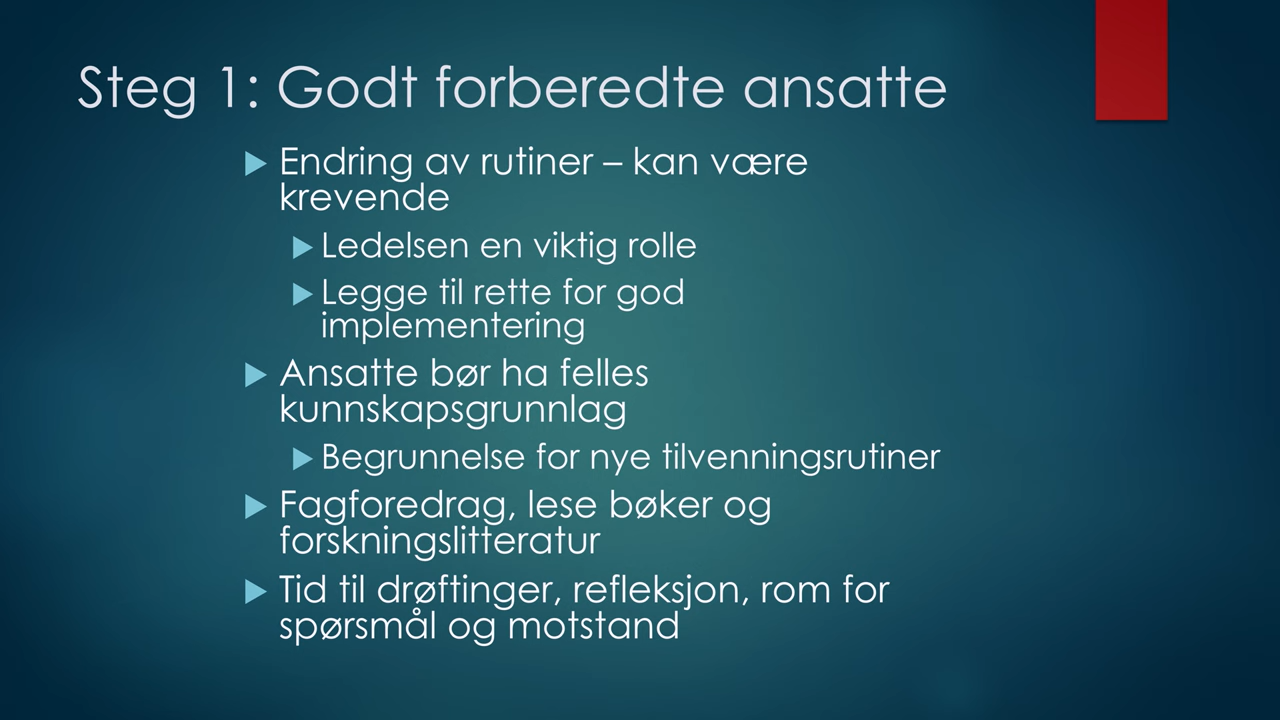 Steg 1: Godt forberedte ansatte
Endring av rutiner – kan være
krevende
Ledelsen en viktig rolle
Legge til rette for god
implementering
Ansatte bør ha felles
kunnskapsgrunnlag
Begrunnelse for nye tilvenningsrutiner
Fagforedrag, lese bøker og
forskningslitteratur
Tid til drøftinger, refleksjon, rom for
spørsmål og motstand